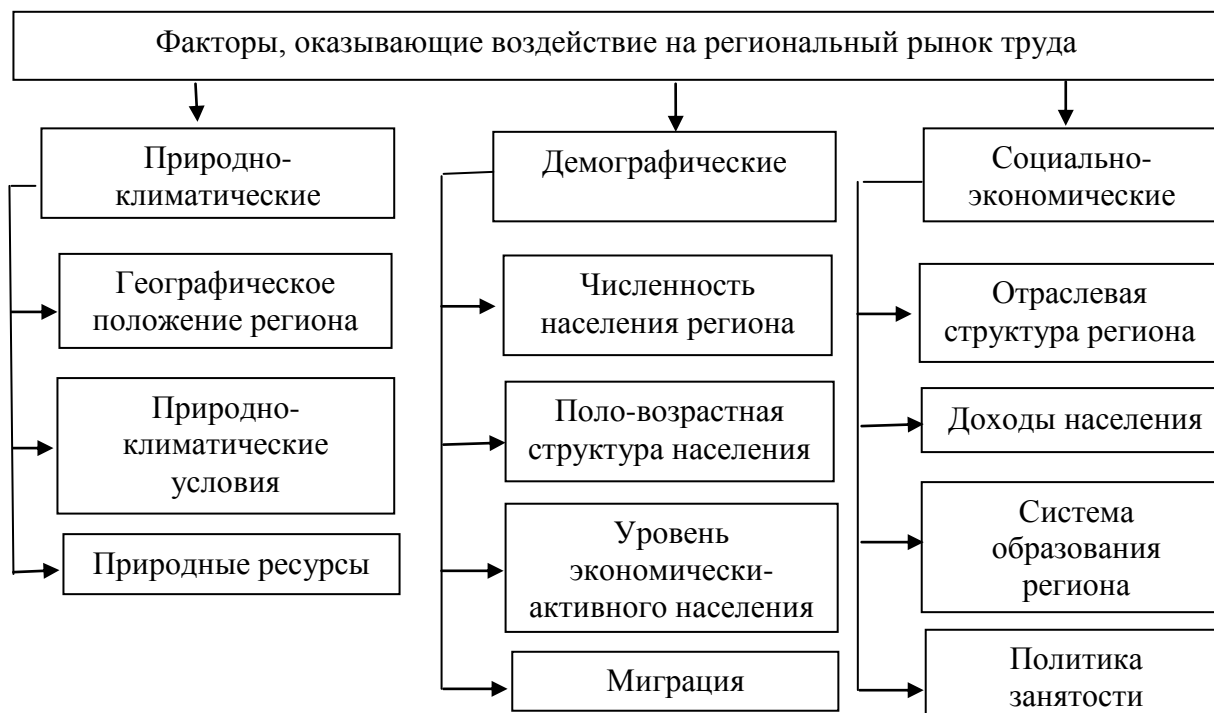 Факторы, оказывающие воздействие на региональный рынок труда
Природно-
климатические
Географическое
положение региона
Природно-
климатические
условия
Природные ресурсы
Демографические
Численность
населения региона
Поло-возрастная
структура населения
Уровень
экономически-
активного населения
Миграция
Социально-
экономические
Отраслевая
структура региона
Доходы населения
Система
образования
региона
Политика
занятости